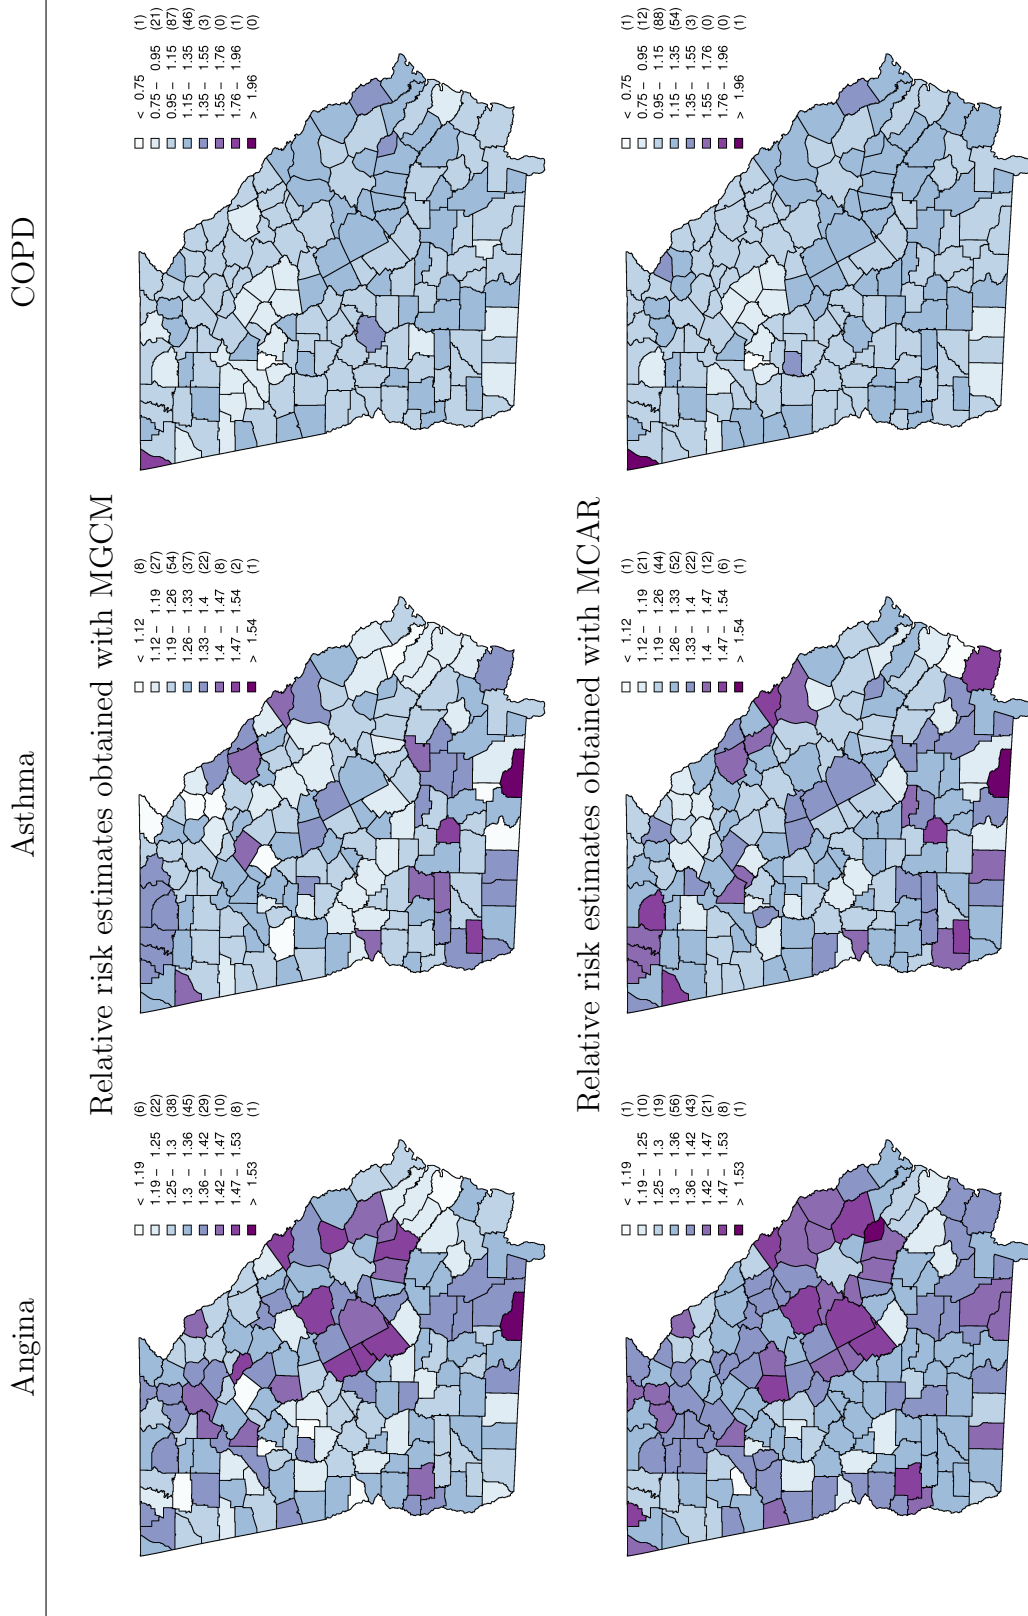 Angina Asthma COPD
Relative risk estimates obtained with MGCM
< 1.19 (6)
1.19 − 1.25 (22)
1.25 − 1.3 (38)
1.3 − 1.36 (45)
1.36 − 1.42 (29)
1.42 − 1.47 (10)
1.47 − 1.53 (8)
> 1.53 (1)
< 1.12 (8)
1.12 − 1.19 (27)
1.19 − 1.26 (54)
1.26 − 1.33 (37)
1.33 − 1.4 (22)
1.4 − 1.47 (8)
1.47 − 1.54 (2)
> 1.54 (1)
< 0.75 (1)
0.75 − 0.95 (21)
0.95 − 1.15 (87)
1.15 − 1.35 (46)
1.35 − 1.55 (3)
1.55 − 1.76 (0)
1.76 − 1.96 (1)
> 1.96 (0)
Relative risk estimates obtained with MCAR
< 1.19 (1)
1.19 − 1.25 (10)
1.25 − 1.3 (19)
1.3 − 1.36 (56)
1.36 − 1.42 (43)
1.42 − 1.47 (21)
1.47 − 1.53 (8)
> 1.53 (1)
< 1.12 (1)
1.12 − 1.19 (21)
1.19 − 1.26 (44)
1.26 − 1.33 (52)
1.33 − 1.4 (22)
1.4 − 1.47 (12)
1.47 − 1.54 (6)
> 1.54 (1)
< 0.75 (1)
0.75 − 0.95 (12)
0.95 − 1.15 (88)
1.15 − 1.35 (54)
1.35 − 1.55 (3)
1.55 − 1.76 (0)
1.76 − 1.96 (0)
> 1.96 (1)